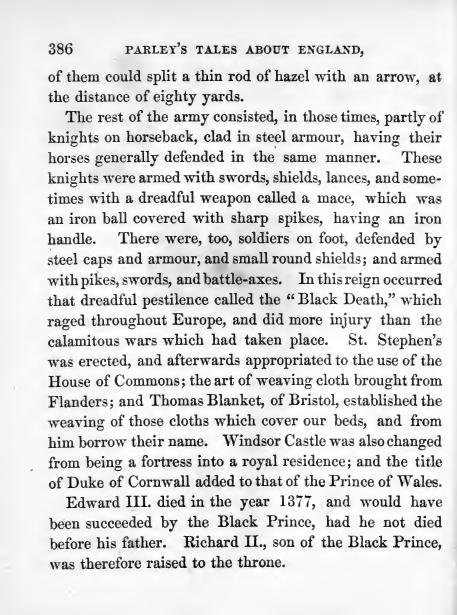 386 PARLEY'S TALES ABOUT ENGLAND,
of them could split a thin rod of hazel with an arrow, at
the distance of eighty yards.
The rest of the army consisted, in those times, partly of
knights on horseback, clad in steel armour, having their
horses generally defended in the same manner. These
knights were armed with swords, shields, lances, and some-
times with a dreadful weapon called a mace, which was
an iron ball covered with sharp spikes, having an iron
handle. There were, too, soldiers on foot, defended by
steel caps and armour, and small round shields; and armed
with pikes, swords, and battle-axes. In this reign occurred
that dreadful pestilence called the “Black Death,” which
raged throughout Europe, and did more injury than the
calamitous wars which had taken place. St. Stephen's
was erected, and afterwards appropriated to the use of the
House of Commons; the art of weaving cloth brought from
Flanders; and Thomas Blanket, of Bristol, established the
weaving of those cloths which cover our beds, and from
him borrow their name. Windsor Castle was also changed
from being a fortress into a royal residence; and the title
of Duke of Cornwall added to that of the Prince of Wales.
Edward III. died in the year 1377, and would have
been succeeded by the Black Prince, had he not died
before his father. Richard II., son of the Black Prince,
was therefore raised to the throne.